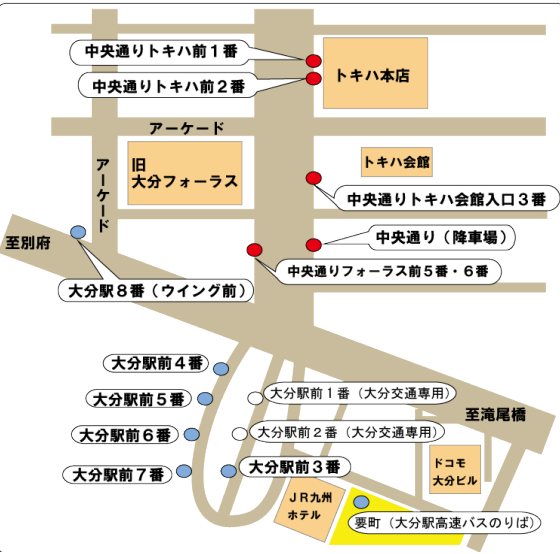 中央通りトキハ前１番
中央通りトキハ前２番
トキハ本店
アーケード
アーケード
旧
大分フォーラス
トキハ会館
中央通りトキハ会館入口３番
中央通り（降車場）
至別府
中央通りフォーラス前５番・６番
大分駅８番（ウイング前）
大分駅前４番
大分駅前５番
大分駅前１番（大分交通専用）
至滝尾橋
大分駅前６番
大分駅前２番（大分交通専用）
大分駅前７番
大分駅前３番
ドコモ
大分ビル
ＪＲ九州
ホテル
要町（大分駅高速バスのりば）